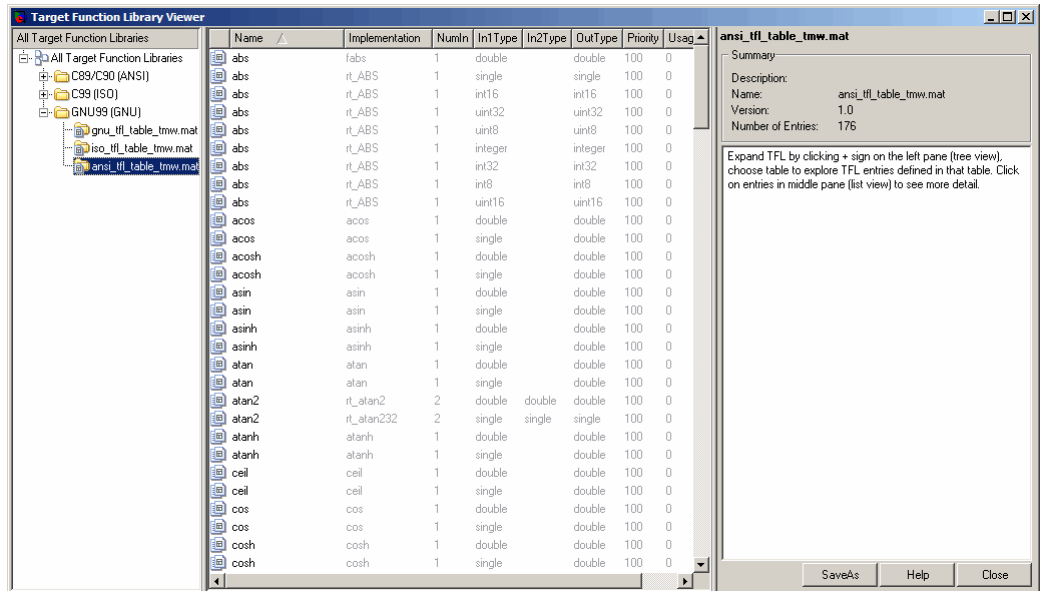 Target Function Library Viewer
All Target Function Libraries
All Target Function Libraries
C89/C90 (ANSI)
C99 (ISO)
GNU99 (GNU)
gnu_tfl_table_tmw.mat
iso_tfl_table_tmw.mat
ansi_tfl_table_tmw.mat
Name Implementation NumIn In1Type In2Type OutType Priority Usag
abs fabs 1 double double 100 0
abs rt_ABS 1 single single 100 0
abs rt_ABS 1 int16 int16 100 0
abs rt_ABS 1 uint32 uint32 100 0
abs rt_ABS 1 uint8 uint8 100 0
abs rt_ABS 1 integer integer 100 0
abs rt_ABS 1 int32 int32 100 0
abs rt_ABS 1 int8 int8 100 0
abs rt_ABS 1 uint16 uint16 100 0
acos acos 1 double double 100 0
acos acos 1 single double 100 0
acosh acosh 1 double double 100 0
acosh acosh 1 single double 100 0
asin asin 1 double double 100 0
asin asin 1 single double 100 0
asinh asinh 1 double double 100 0
asinh asinh 1 single double 100 0
atan atan 1 double double 100 0
atan atan 1 single double 100 0
atan2 rt_atan2 2 double double double 100 0
atan2 rt_atan232 2 single single single 100 0
atanh atanh 1 double double 100 0
atanh atanh 1 single double 100 0
ceil ceil 1 double double 100 0
ceil ceil 1 single double 100 0
cos cos 1 double double 100 0
cos cos 1 single double 100 0
cosh cosh 1 double double 100 0
cosh cosh 1 single double 100 0
ansi_tfl_table_tmw.mat
Summary
Description:
Name: ansi_tfl_table_tmw.mat
Version: 1.0
Number of Entries: 176
Expand TFL by clicking + sign on the left pane (tree view),
choose table to explore TFL entries defined in that table. Click
on entries in middle pane (list view) to see more detail.
SaveAs Help Close